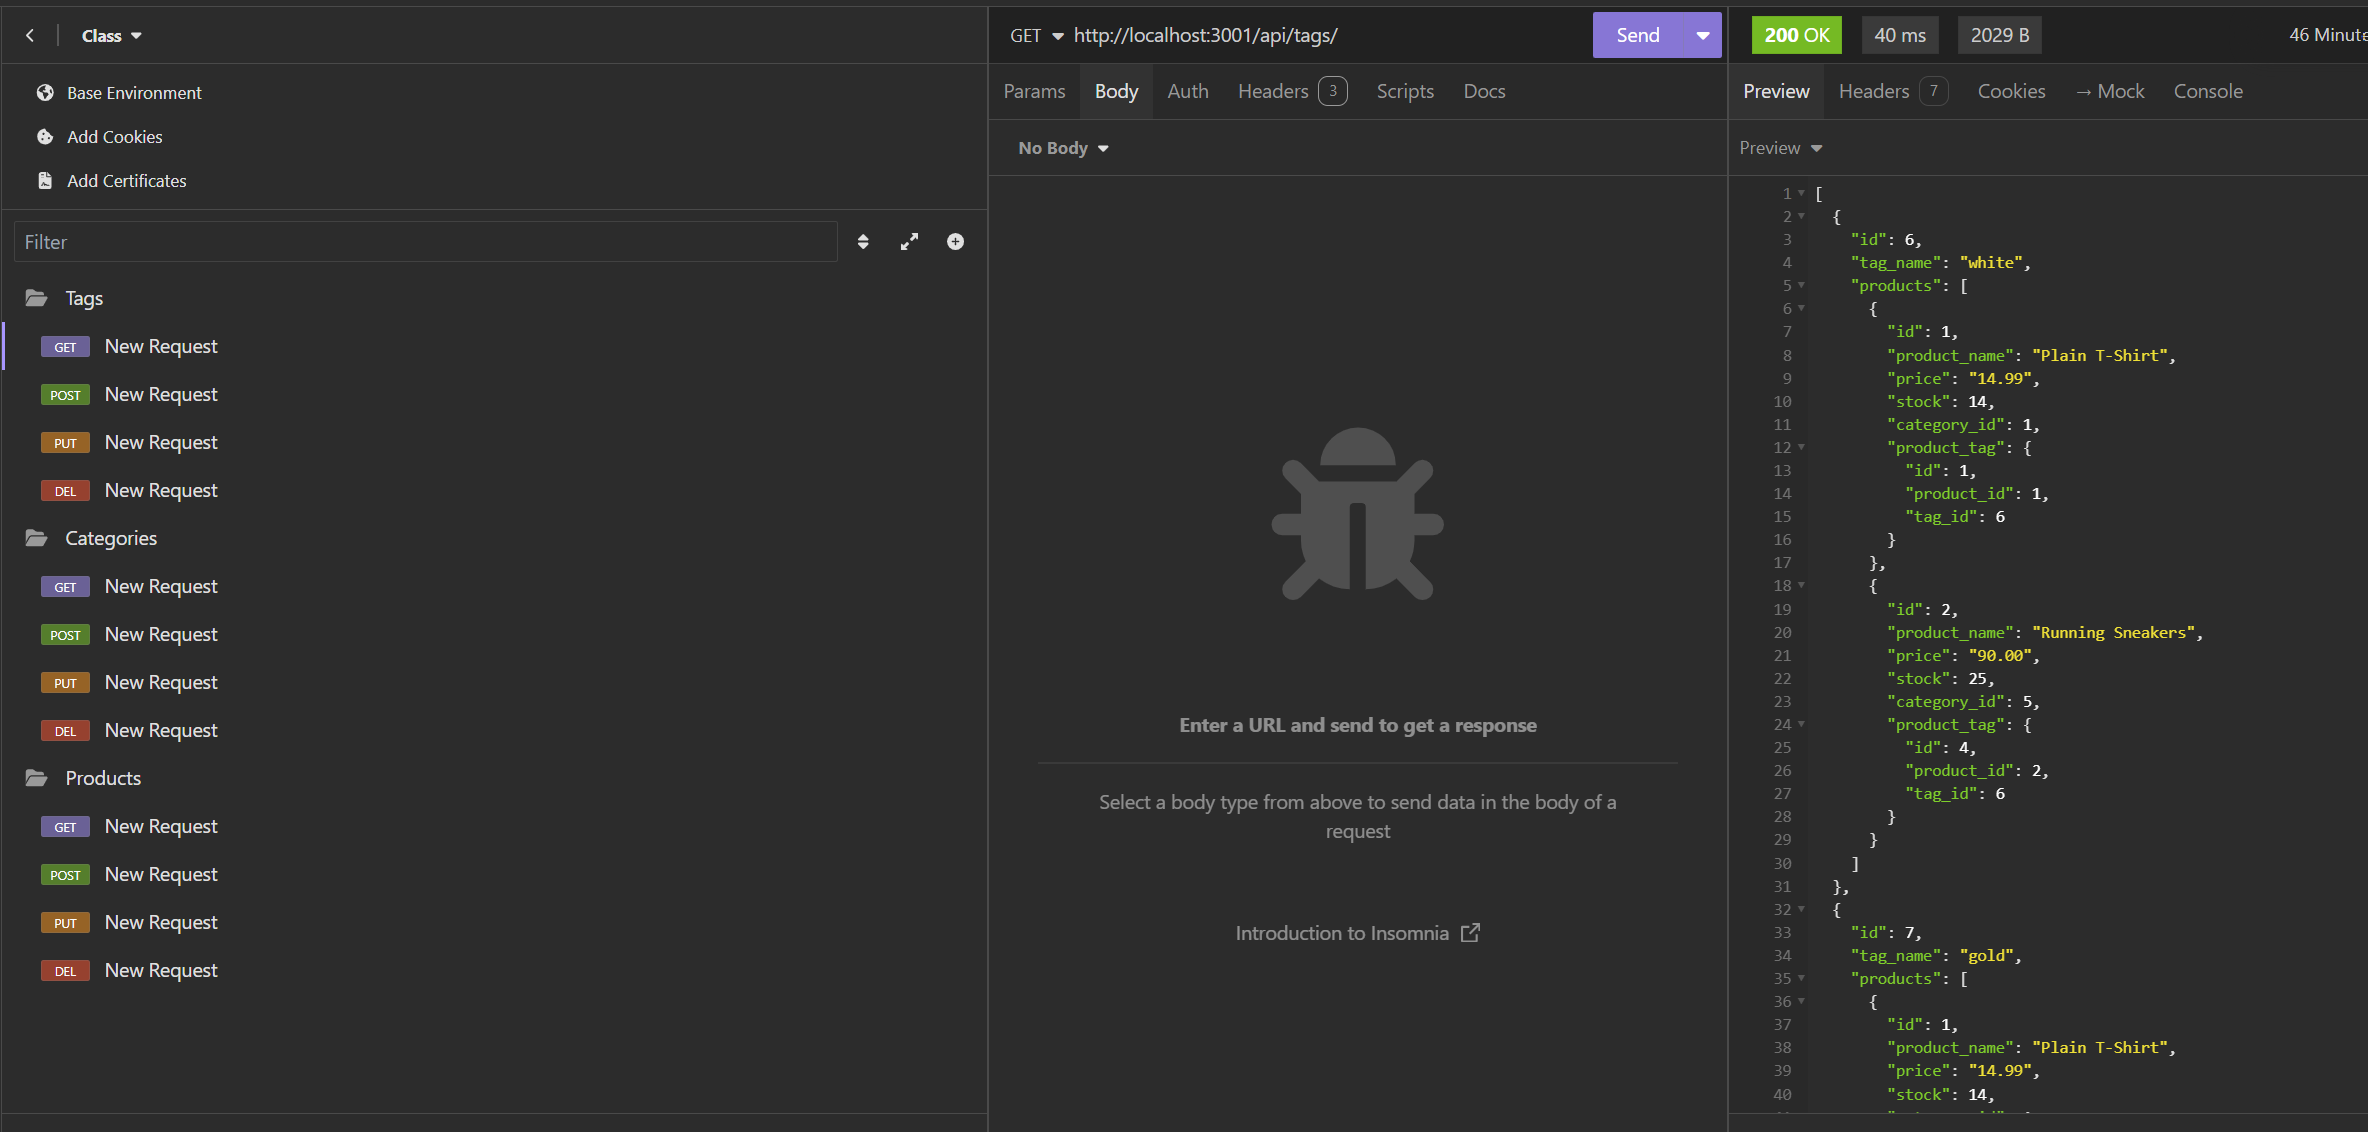 Class
Base Environment
Add Cookies
Add Certificates
Filter
Tags
GET New Request
POST New Request
PUT New Request
DEL New Request
Categories
GET New Request
POST New Request
PUT New Request
DEL New Request
Products
GET New Request
POST New Request
PUT New Request
DEL New Request
GET http://localhost:3001/api/tags/ Send
Params Body Auth Headers 3 Scripts Docs
No Body
Enter a URL and send to get a response
Select a body type from above to send data in the body of a
request
Introduction to Insomnia
200 OK 40 ms 2029 B 46 Minute
Preview Headers 7 Cookies → Mock Console
Preview
1 [
2 {
3 "id": 6,
4 "tag_name": "white",
5 "products": [
6 {
7 "id": 1,
8 "product_name": "Plain T-Shirt",
9 "price": "14.99",
10 "stock": 14,
11 "category_id": 1,
12 "product_tag": {
13 "id": 1,
14 "product_id": 1,
15 "tag_id": 6
16 }
17 },
18 {
19 "id": 2,
20 "product_name": "Running Sneakers",
21 "price": "90.00",
22 "stock": 25,
23 "category_id": 5,
24 "product_tag": {
25 "id": 4,
26 "product_id": 2,
27 "tag_id": 6
28 }
29 }
30 ]
31 },
32 {
33 "id": 7,
34 "tag_name": "gold",
35 "products": [
36 {
37 "id": 1,
38 "product_name": "Plain T-Shirt",
39 "price": "14.99",
40 "stock": 14,